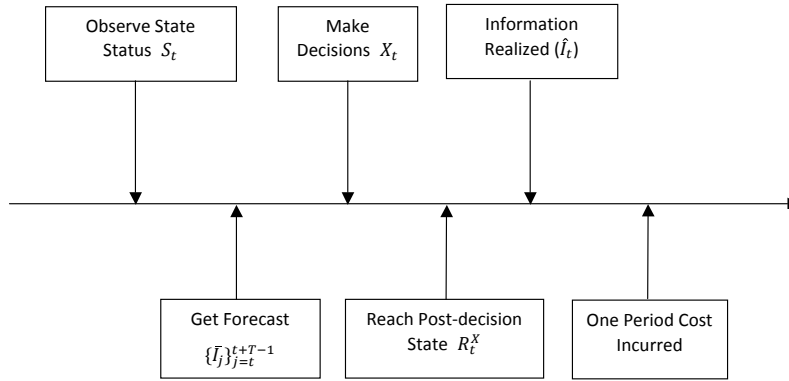 Observe State
Status S_t
Make
Decisions X_t
Information
Realized (Î_t)
Get Forecast
{Ī_j}_{j=t}^{t+T−1}
Reach Post-decision
State R_t^X
One Period Cost
Incurred